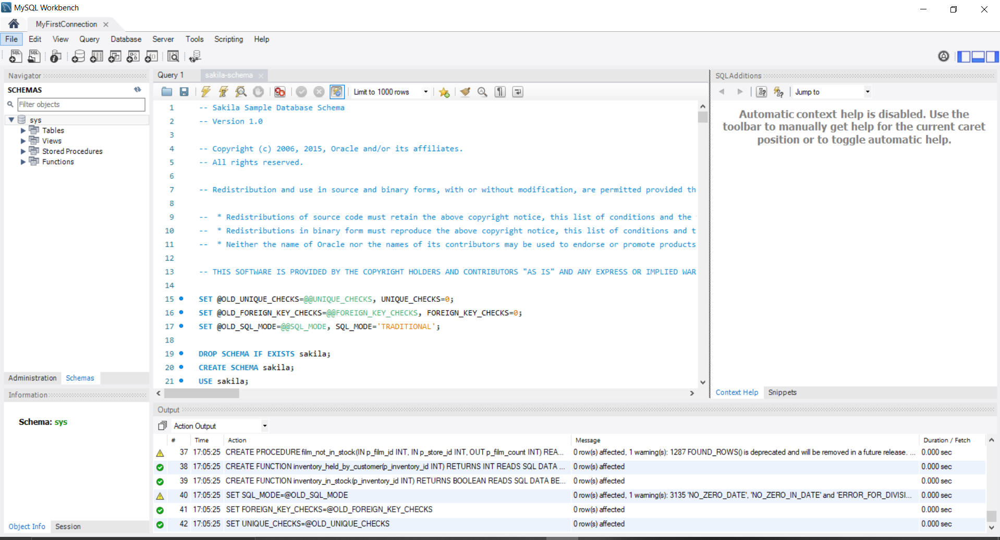 MySQL Workbench
MyFirstConnection
File Edit View Query Database Server Tools Scripting Help
Navigator
SCHEMAS
Filter objects
sys
Tables
Views
Stored Procedures
Functions
Administration Schemas
Information
Schema: sys
Object Info Session
Query 1 sakila-schema
Limit to 1000 rows
1 -- Sakila Sample Database Schema
2 -- Version 1.0
3
4 -- Copyright (c) 2006, 2015, Oracle and/or its affiliates.
5 -- All rights reserved.
6
7 -- Redistribution and use in source and binary forms, with or without modification, are permitted provided th
8
9 --  * Redistributions of source code must retain the above copyright notice, this list of conditions and the
10 --  * Redistributions in binary form must reproduce the above copyright notice, this list of conditions and t
11 --  * Neither the name of Oracle nor the names of its contributors may be used to endorse or promote products
12
13 -- THIS SOFTWARE IS PROVIDED BY THE COPYRIGHT HOLDERS AND CONTRIBUTORS "AS IS" AND ANY EXPRESS OR IMPLIED WAR
14
15 SET @OLD_UNIQUE_CHECKS=@@UNIQUE_CHECKS, UNIQUE_CHECKS=0;
16 SET @OLD_FOREIGN_KEY_CHECKS=@@FOREIGN_KEY_CHECKS, FOREIGN_KEY_CHECKS=0;
17 SET @OLD_SQL_MODE=@@SQL_MODE, SQL_MODE='TRADITIONAL';
18
19 DROP SCHEMA IF EXISTS sakila;
20 CREATE SCHEMA sakila;
21 USE sakila;
SQLAdditions
Jump to
Automatic context help is disabled. Use the
toolbar to manually get help for the current caret
position or to toggle automatic help.
Context Help Snippets
Output
Action Output
# Time Action Message Duration / Fetch
37 17:05:25 CREATE PROCEDURE film_not_in_stock(IN p_film_id INT, IN p_store_id INT, OUT p_film_count INT) REA... 0 row(s) affected, 1 warning(s): 1287 FOUND_ROWS() is deprecated and will be removed in a future release. ... 0.000 sec
38 17:05:25 CREATE FUNCTION inventory_held_by_customer(p_inventory_id INT) RETURNS INT READS SQL DATA ... 0 row(s) affected 0.000 sec
39 17:05:25 CREATE FUNCTION inventory_in_stock(p_inventory_id INT) RETURNS BOOLEAN READS SQL DATA BE... 0 row(s) affected 0.000 sec
40 17:05:25 SET SQL_MODE=@OLD_SQL_MODE 0 row(s) affected, 1 warning(s): 3135 'NO_ZERO_DATE', 'NO_ZERO_IN_DATE' and 'ERROR_FOR_DIVISI... 0.000 sec
41 17:05:25 SET FOREIGN_KEY_CHECKS=@OLD_FOREIGN_KEY_CHECKS 0 row(s) affected 0.000 sec
42 17:05:25 SET UNIQUE_CHECKS=@OLD_UNIQUE_CHECKS 0 row(s) affected 0.000 sec